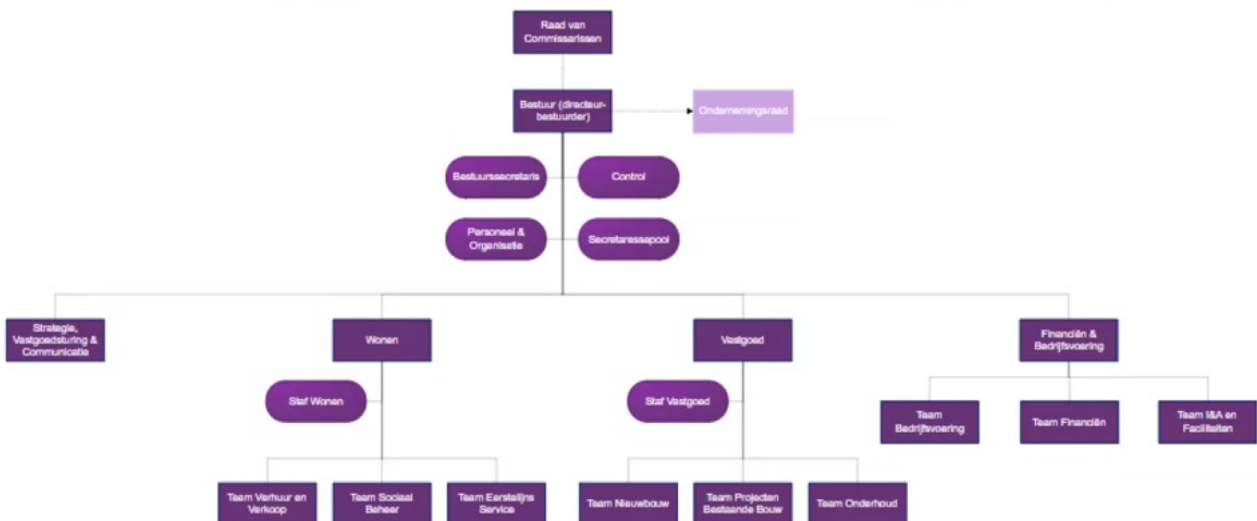 Raad van
Commissarissen
Bestuur (directeur-
bestuurder)
Ondernemingsraad
Bestuurssecretaris
Control
Personeel &
Organisatie
Secretaressepool
Strategie,
Vastgoedsturing &
Communicatie
Wonen
Vastgoed
Financiën &
Bedrijfsvoering
Staf Wonen
Staf Vastgoed
Team
Bedrijfsvoering
Team Financiën
Team I&A en
Faciliteiten
Team Verhuur en
Verkoop
Team Sociaal
Beheer
Team Eerstelijns
Service
Team Nieuwbouw
Team Projecten
Bestaande Bouw
Team Onderhoud